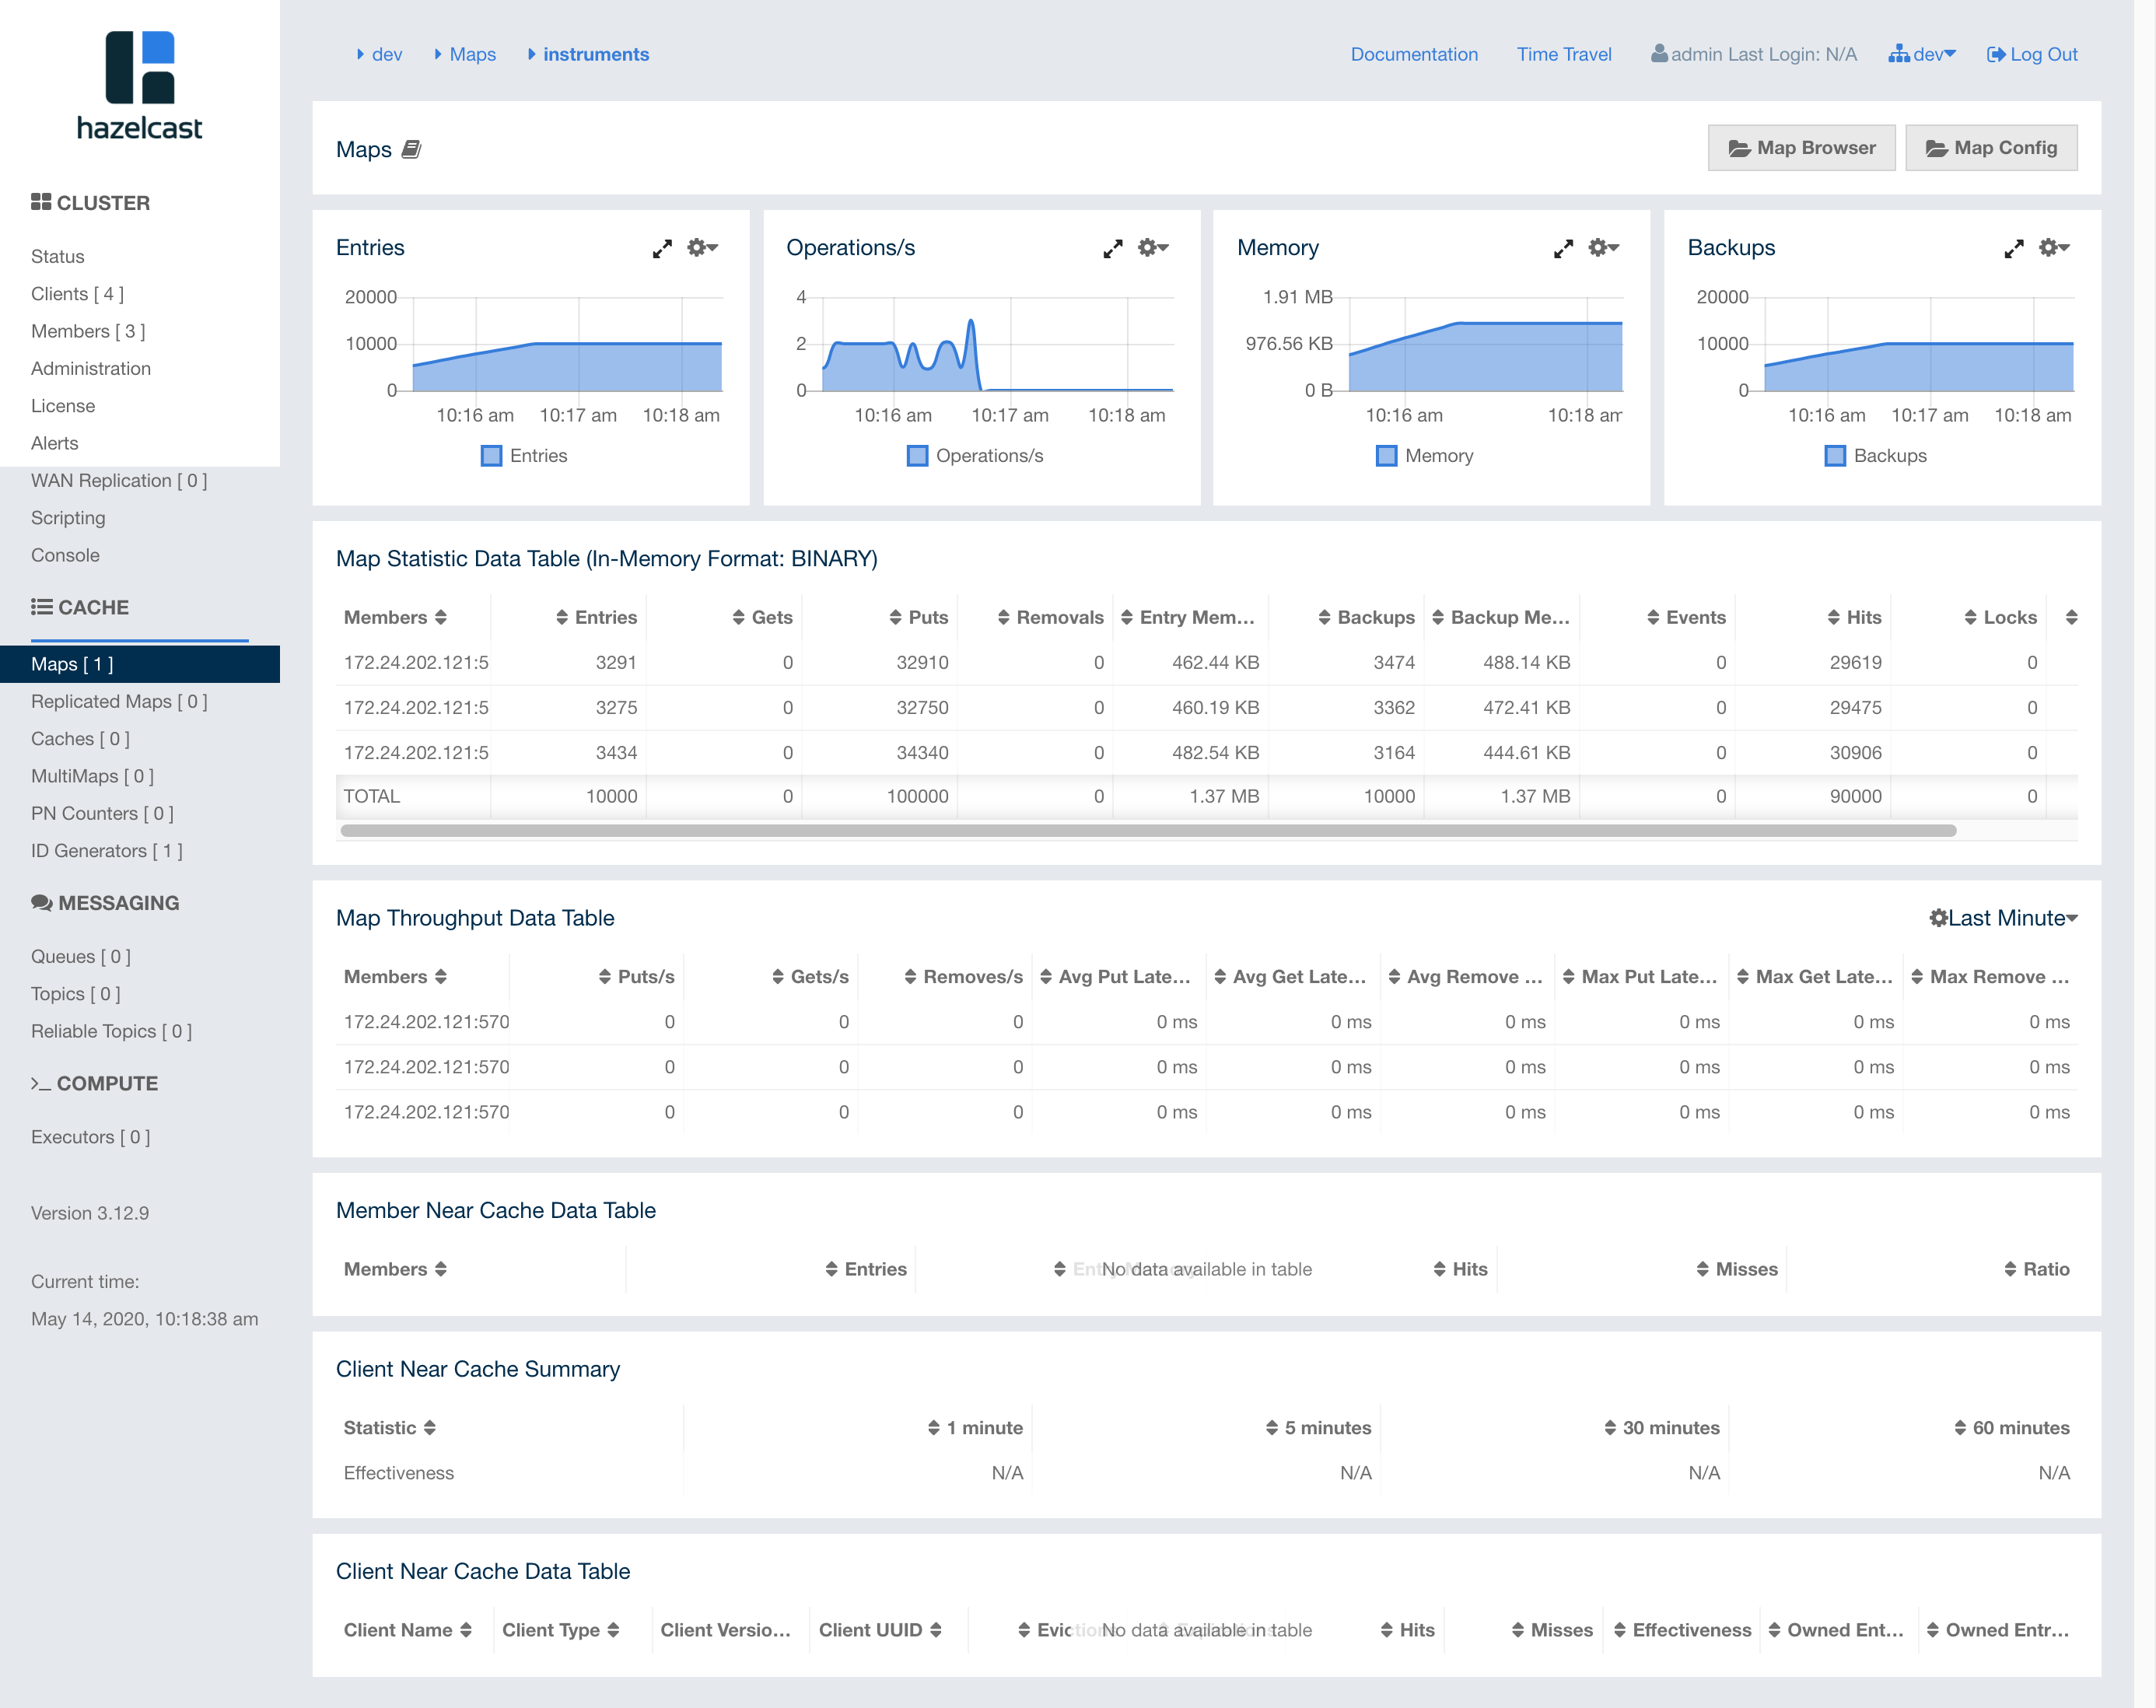 hazelcast
CLUSTER
Status
Clients [ 4 ]
Members [ 3 ]
Administration
License
Alerts
WAN Replication [ 0 ]
Scripting
Console
CACHE
Maps [ 1 ]
Replicated Maps [ 0 ]
Caches [ 0 ]
MultiMaps [ 0 ]
PN Counters [ 0 ]
ID Generators [ 1 ]
MESSAGING
Queues [ 0 ]
Topics [ 0 ]
Reliable Topics [ 0 ]
COMPUTE
Executors [ 0 ]
Version 3.12.9
Current time:
May 14, 2020, 10:18:38 am
dev Maps instruments Documentation Time Travel admin Last Login: N/A dev Log Out
Maps Map Browser Map Config
Entries
20000
10000
0
10:16 am 10:17 am 10:18 am
Entries
Operations/s
4
2
0
10:16 am 10:17 am 10:18 am
Operations/s
Memory
1.91 MB
976.56 KB
0 B
10:16 am 10:18 am
Memory
Backups
20000
10000
0
10:16 am 10:17 am 10:18 am
Backups
Map Statistic Data Table (In-Memory Format: BINARY)
Members Entries Gets Puts Removals Entry Mem... Backups Backup Me... Events Hits Locks
172.24.202.121:5 3291 0 32910 0 462.44 KB 3474 488.14 KB 0 29619 0
172.24.202.121:5 3275 0 32750 0 460.19 KB 3362 472.41 KB 0 29475 0
172.24.202.121:5 3434 0 34340 0 482.54 KB 3164 444.61 KB 0 30906 0
TOTAL 10000 0 100000 0 1.37 MB 10000 1.37 MB 0 90000 0
Map Throughput Data Table Last Minute
Members Puts/s Gets/s Removes/s Avg Put Late... Avg Get Late... Avg Remove ... Max Put Late... Max Get Late... Max Remove ...
172.24.202.121:570 0 0 0 0 ms 0 ms 0 ms 0 ms 0 ms 0 ms
172.24.202.121:570 0 0 0 0 ms 0 ms 0 ms 0 ms 0 ms 0 ms
172.24.202.121:570 0 0 0 0 ms 0 ms 0 ms 0 ms 0 ms 0 ms
Member Near Cache Data Table
Members Entries No data available in table Hits Misses Ratio
Client Near Cache Summary
Statistic 1 minute 5 minutes 30 minutes 60 minutes
Effectiveness N/A N/A N/A N/A
Client Near Cache Data Table
Client Name Client Type Client Versio... Client UUID No data available in table Hits Misses Effectiveness Owned Ent... Owned Entr...